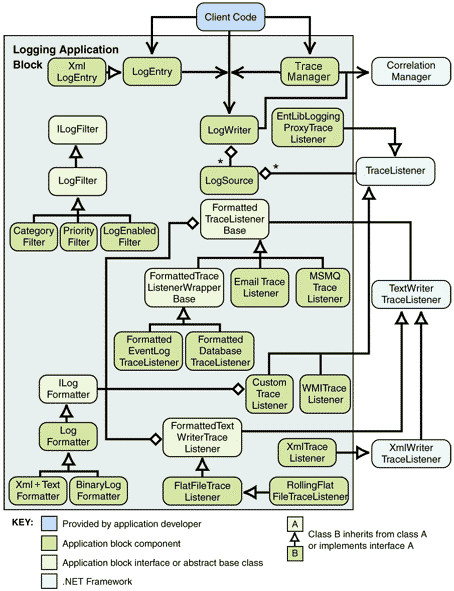 Client Code
Logging Application
Block
Xml
LogEntry
LogEntry
Trace
Manager
Correlation
Manager
ILogFilter
LogWriter
EntLibLogging
ProxyTrace
Listener
LogFilter
*
LogSource
*
TraceListener
Category
Filter
Priority
Filter
LogEnabled
Filter
Formatted
TraceListener
Base
FormattedTrace
ListenerWrapper
Base
Email Trace
Listener
MSMQ
Trace
Listener
TextWriter
TraceListener
Formatted
EventLog
TraceListener
Formatted
Database
TraceListener
ILog
Formatter
Custom
Trace
Listener
WMITrace
Listener
Log
Formatter
FormattedText
WriterTrace
Listener
XmlTrace
Listener
XmlWriter
TraceListener
Xml + Text
Formatter
BinaryLog
Formatter
FlatFileTrace
Listener
RollingFlat
FileTraceListener
KEY:
Provided by application developer
Application block component
Application block interface or abstract base class
.NET Framework
A
B
Class B inherits from class A
or implements interface A